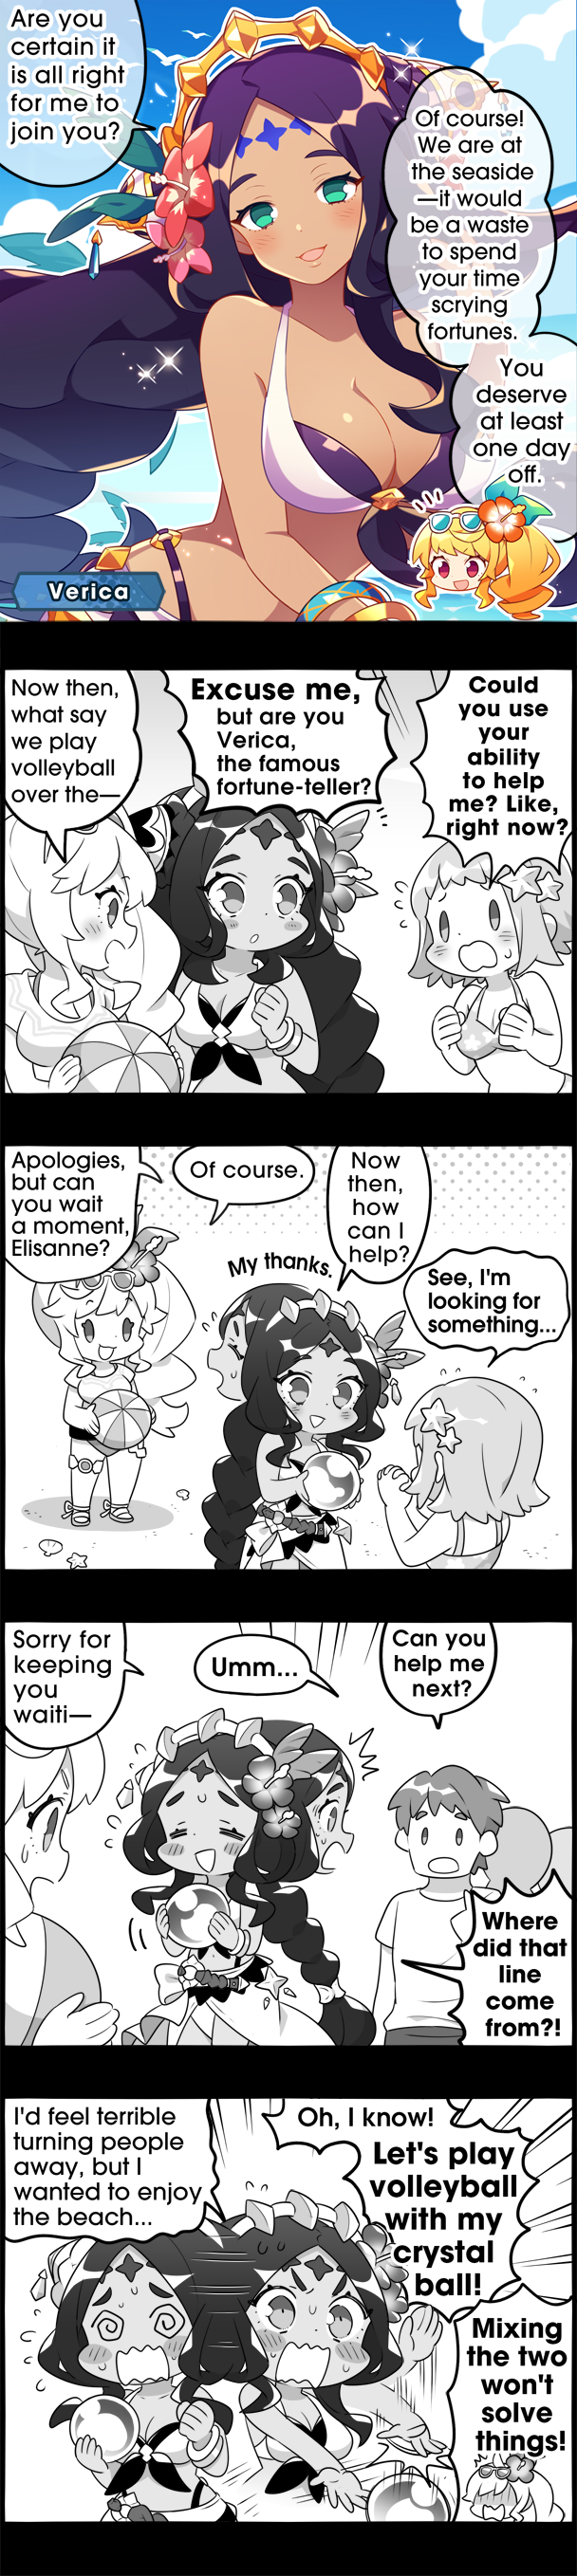 Are you
certain it
is all right
for me to
join you?
Of course!
We are at
the seaside
—it would
be a waste
to spend
your time
scrying
fortunes.
You
deserve
at least
one day
off.
Verica
Now then,
what say
we play
volleyball
over the—
Excuse me,
but are you
Verica,
the famous
fortune-teller?
Could
you use
your
ability
to help
me? Like,
right now?
Apologies,
but can
you wait
a moment,
Elisanne?
Of course.
My thanks.
Now
then,
how
can I
help?
See, I'm
looking for
something...
Sorry for
keeping
you
waiti—
Umm...
Can you
help me
next?
Where
did that
line
come
from?!
I'd feel terrible
turning people
away, but I
wanted to enjoy
the beach...
Oh, I know!
Let's play
volleyball
with my
crystal
ball!
Mixing
the two
won't
solve
things!